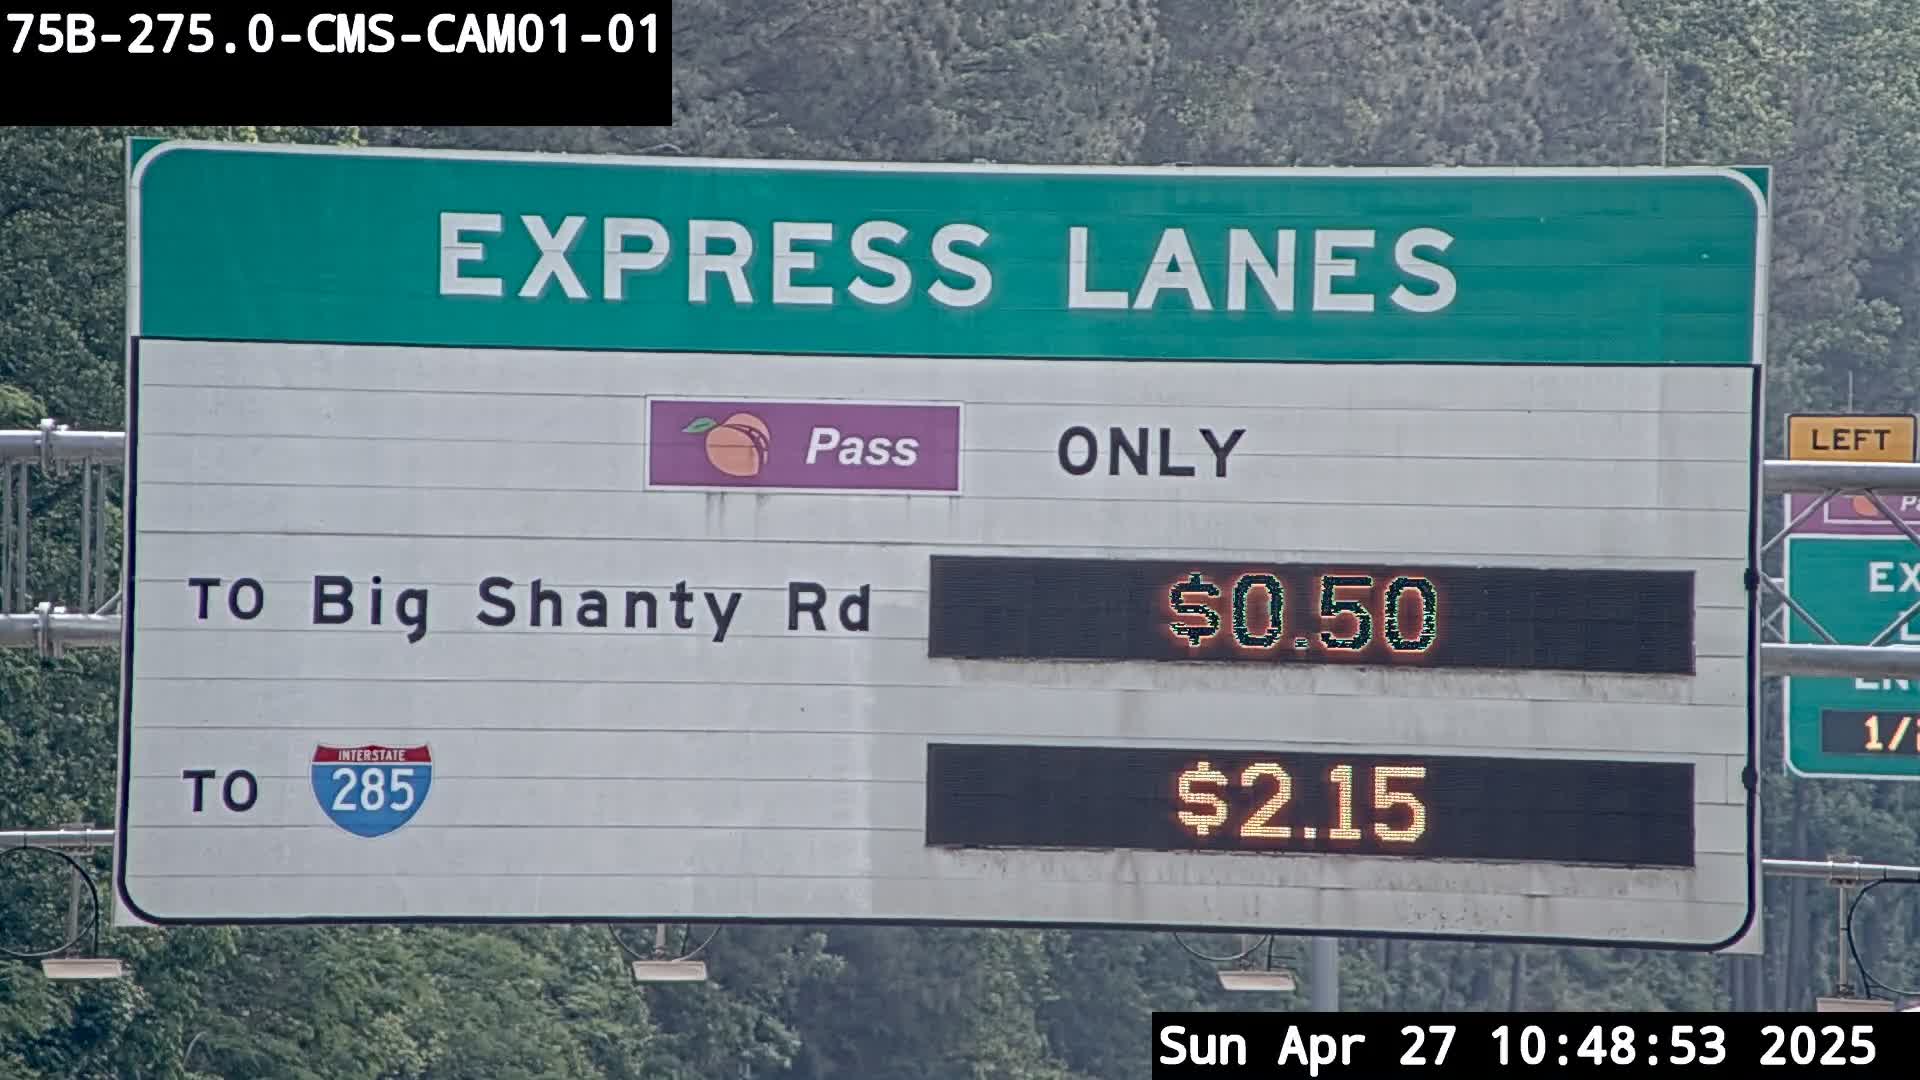 75B-275.0-CMS-CAM01-01
EXPRESS LANES
Pass ONLY
LEFT
TO Big Shanty Rd $0.50
TO INTERSTATE 285 $2.15
Sun Apr 27 10:48:53 2025